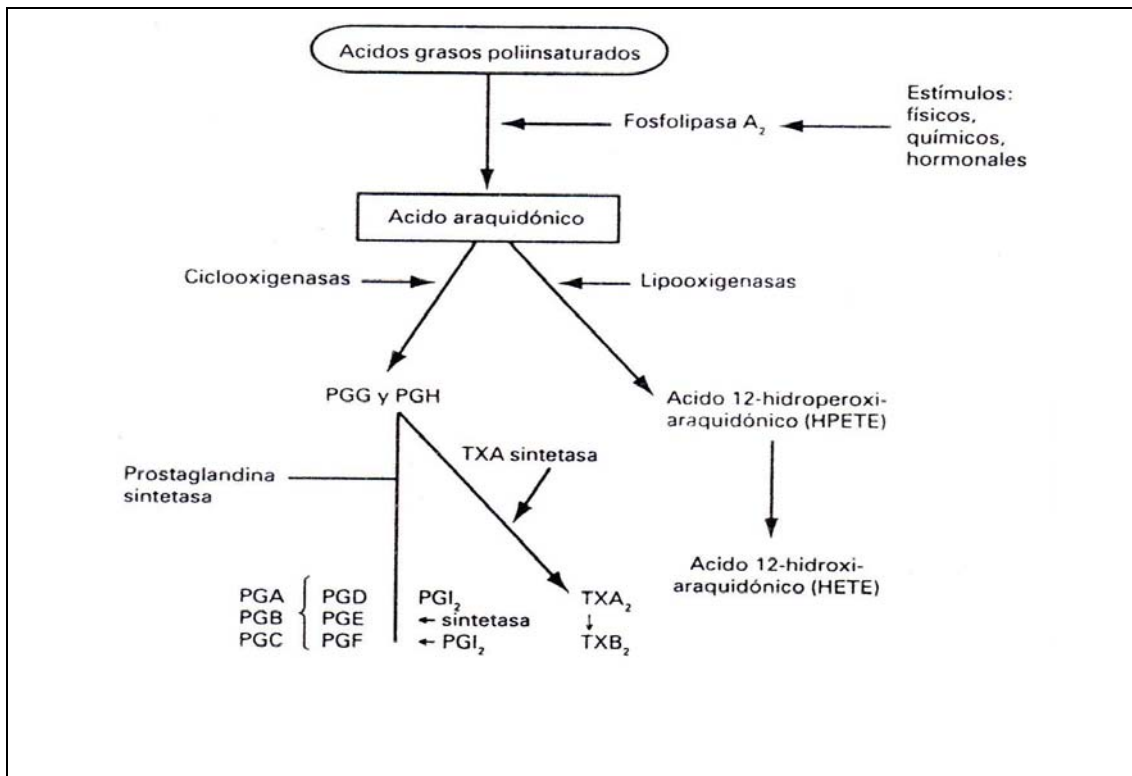 Acidos grasos poliinsaturados
Fosfolipasa A₂
Estímulos:
físicos,
químicos,
hormonales
Acido araquidónico
Ciclooxigenasas
Lipooxigenasas
PGG y PGH
Acido 12-hidroperoxi-
araquidónico (HPETE)
TXA sintetasa
Prostaglandina
sintetasa
Acido 12-hidroxi-
araquidónico (HETE)
PGA PGD PGI₂ TXA₂
PGB PGE ← sintetasa ↓
PGC PGF ← PGI₂ TXB₂